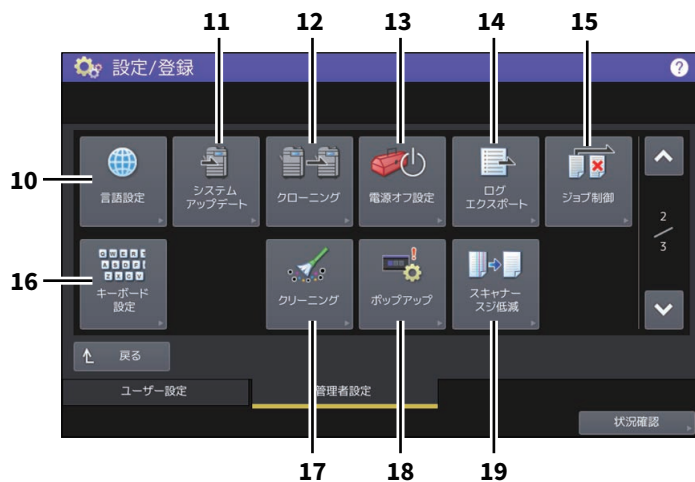 11 12 13 14 15
設定/登録 ?
10
言語設定
システム
アップデート
クローニング
電源オフ設定
ログ
エクスポート
ジョブ制御
2
/
3
16
QWERT
ASDF
ZXCV
キーボード
設定
クリーニング
ポップアップ
スキャナー
スジ低減
戻る
ユーザー設定 管理者設定
状況確認
17 18 19